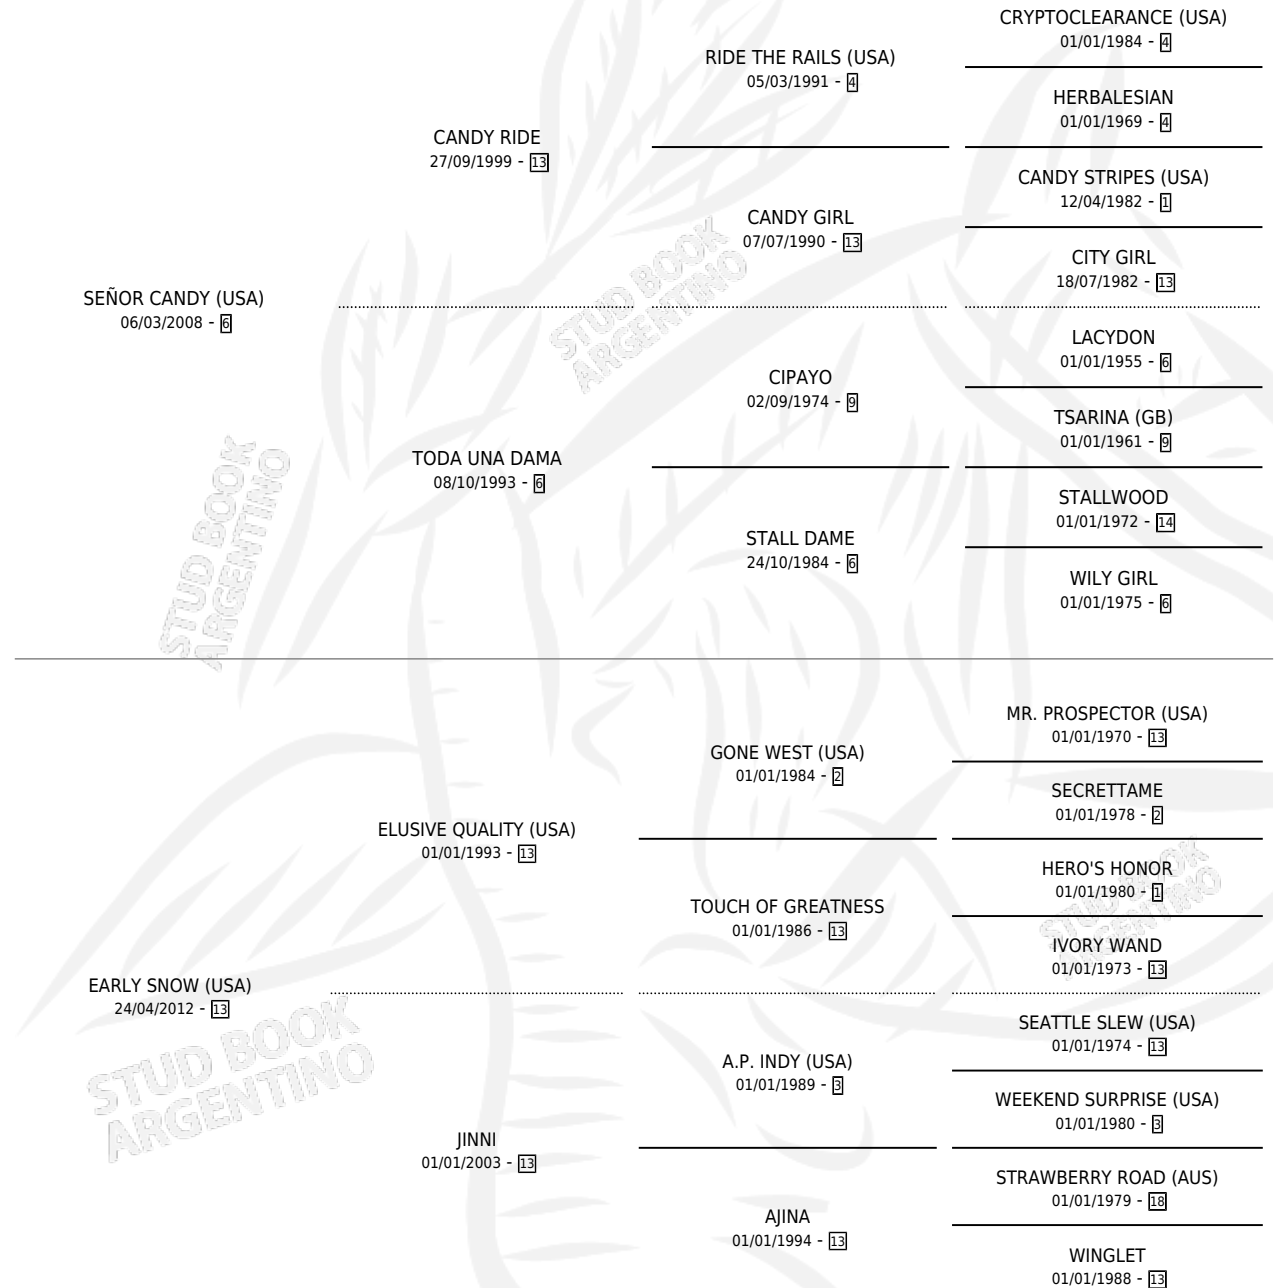 CRYPTOCLEARANCE (USA)
01/01/1984 - 4
RIDE THE RAILS (USA)
05/03/1991 - 4
HERBALESIAN
01/01/1969 - 4
CANDY RIDE
27/09/1999 - 13
CANDY STRIPES (USA)
12/04/1982 - 1
CANDY GIRL
07/07/1990 - 13
CITY GIRL
18/07/1982 - 13
SEÑOR CANDY (USA)
06/03/2008 - 6
LACYDON
01/01/1955 - 6
CIPAYO
02/09/1974 - 9
TSARINA (GB)
01/01/1961 - 9
TODA UNA DAMA
08/10/1993 - 6
STALLWOOD
01/01/1972 - 14
STALL DAME
24/10/1984 - 6
WILY GIRL
01/01/1975 - 6
MR. PROSPECTOR (USA)
01/01/1970 - 13
GONE WEST (USA)
01/01/1984 - 2
SECRETTAME
01/01/1978 - 2
ELUSIVE QUALITY (USA)
01/01/1993 - 13
HERO'S HONOR
01/01/1980 - 1
TOUCH OF GREATNESS
01/01/1986 - 13
IVORY WAND
01/01/1973 - 13
EARLY SNOW (USA)
24/04/2012 - 13
SEATTLE SLEW (USA)
01/01/1974 - 13
A.P. INDY (USA)
01/01/1989 - 3
WEEKEND SURPRISE (USA)
01/01/1980 - 3
JINNI
01/01/2003 - 13
STRAWBERRY ROAD (AUS)
01/01/1979 - 18
AJINA
01/01/1994 - 13
WINGLET
01/01/1988 - 13
STUD BOOK
ARGENTINO
STUD BOOK
ARGENTINO
STUD BOOK
ARGENTINO
STUD BOOK
ARGENTINO